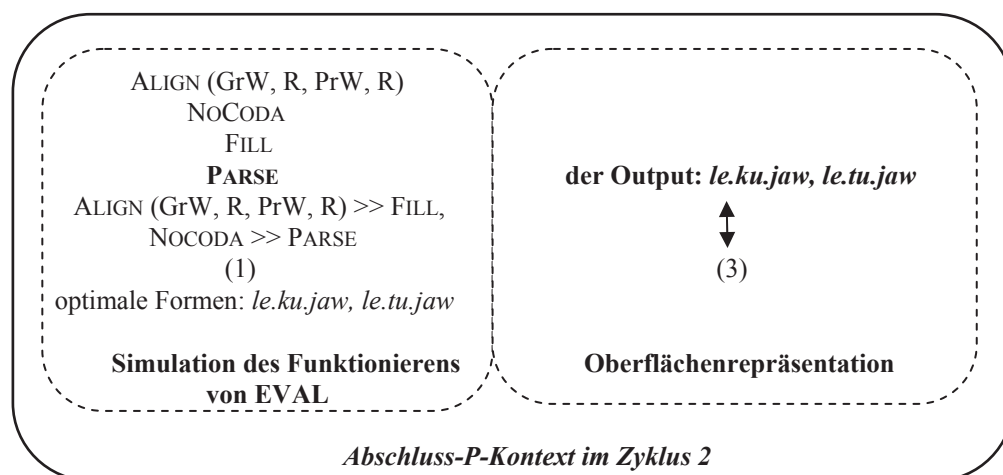 ALIGN (GrW, R, PrW, R)
NOCODA
FILL
PARSE
ALIGN (GrW, R, PrW, R) >> FILL,
NOCODA >> PARSE
(1)
optimale Formen: le.ku.jaw, le.tu.jaw
Simulation des Funktionierens
von EVAL
der Output: le.ku.jaw, le.tu.jaw
(3)
Oberflächenrepräsentation
Abschluss-P-Kontext im Zyklus 2